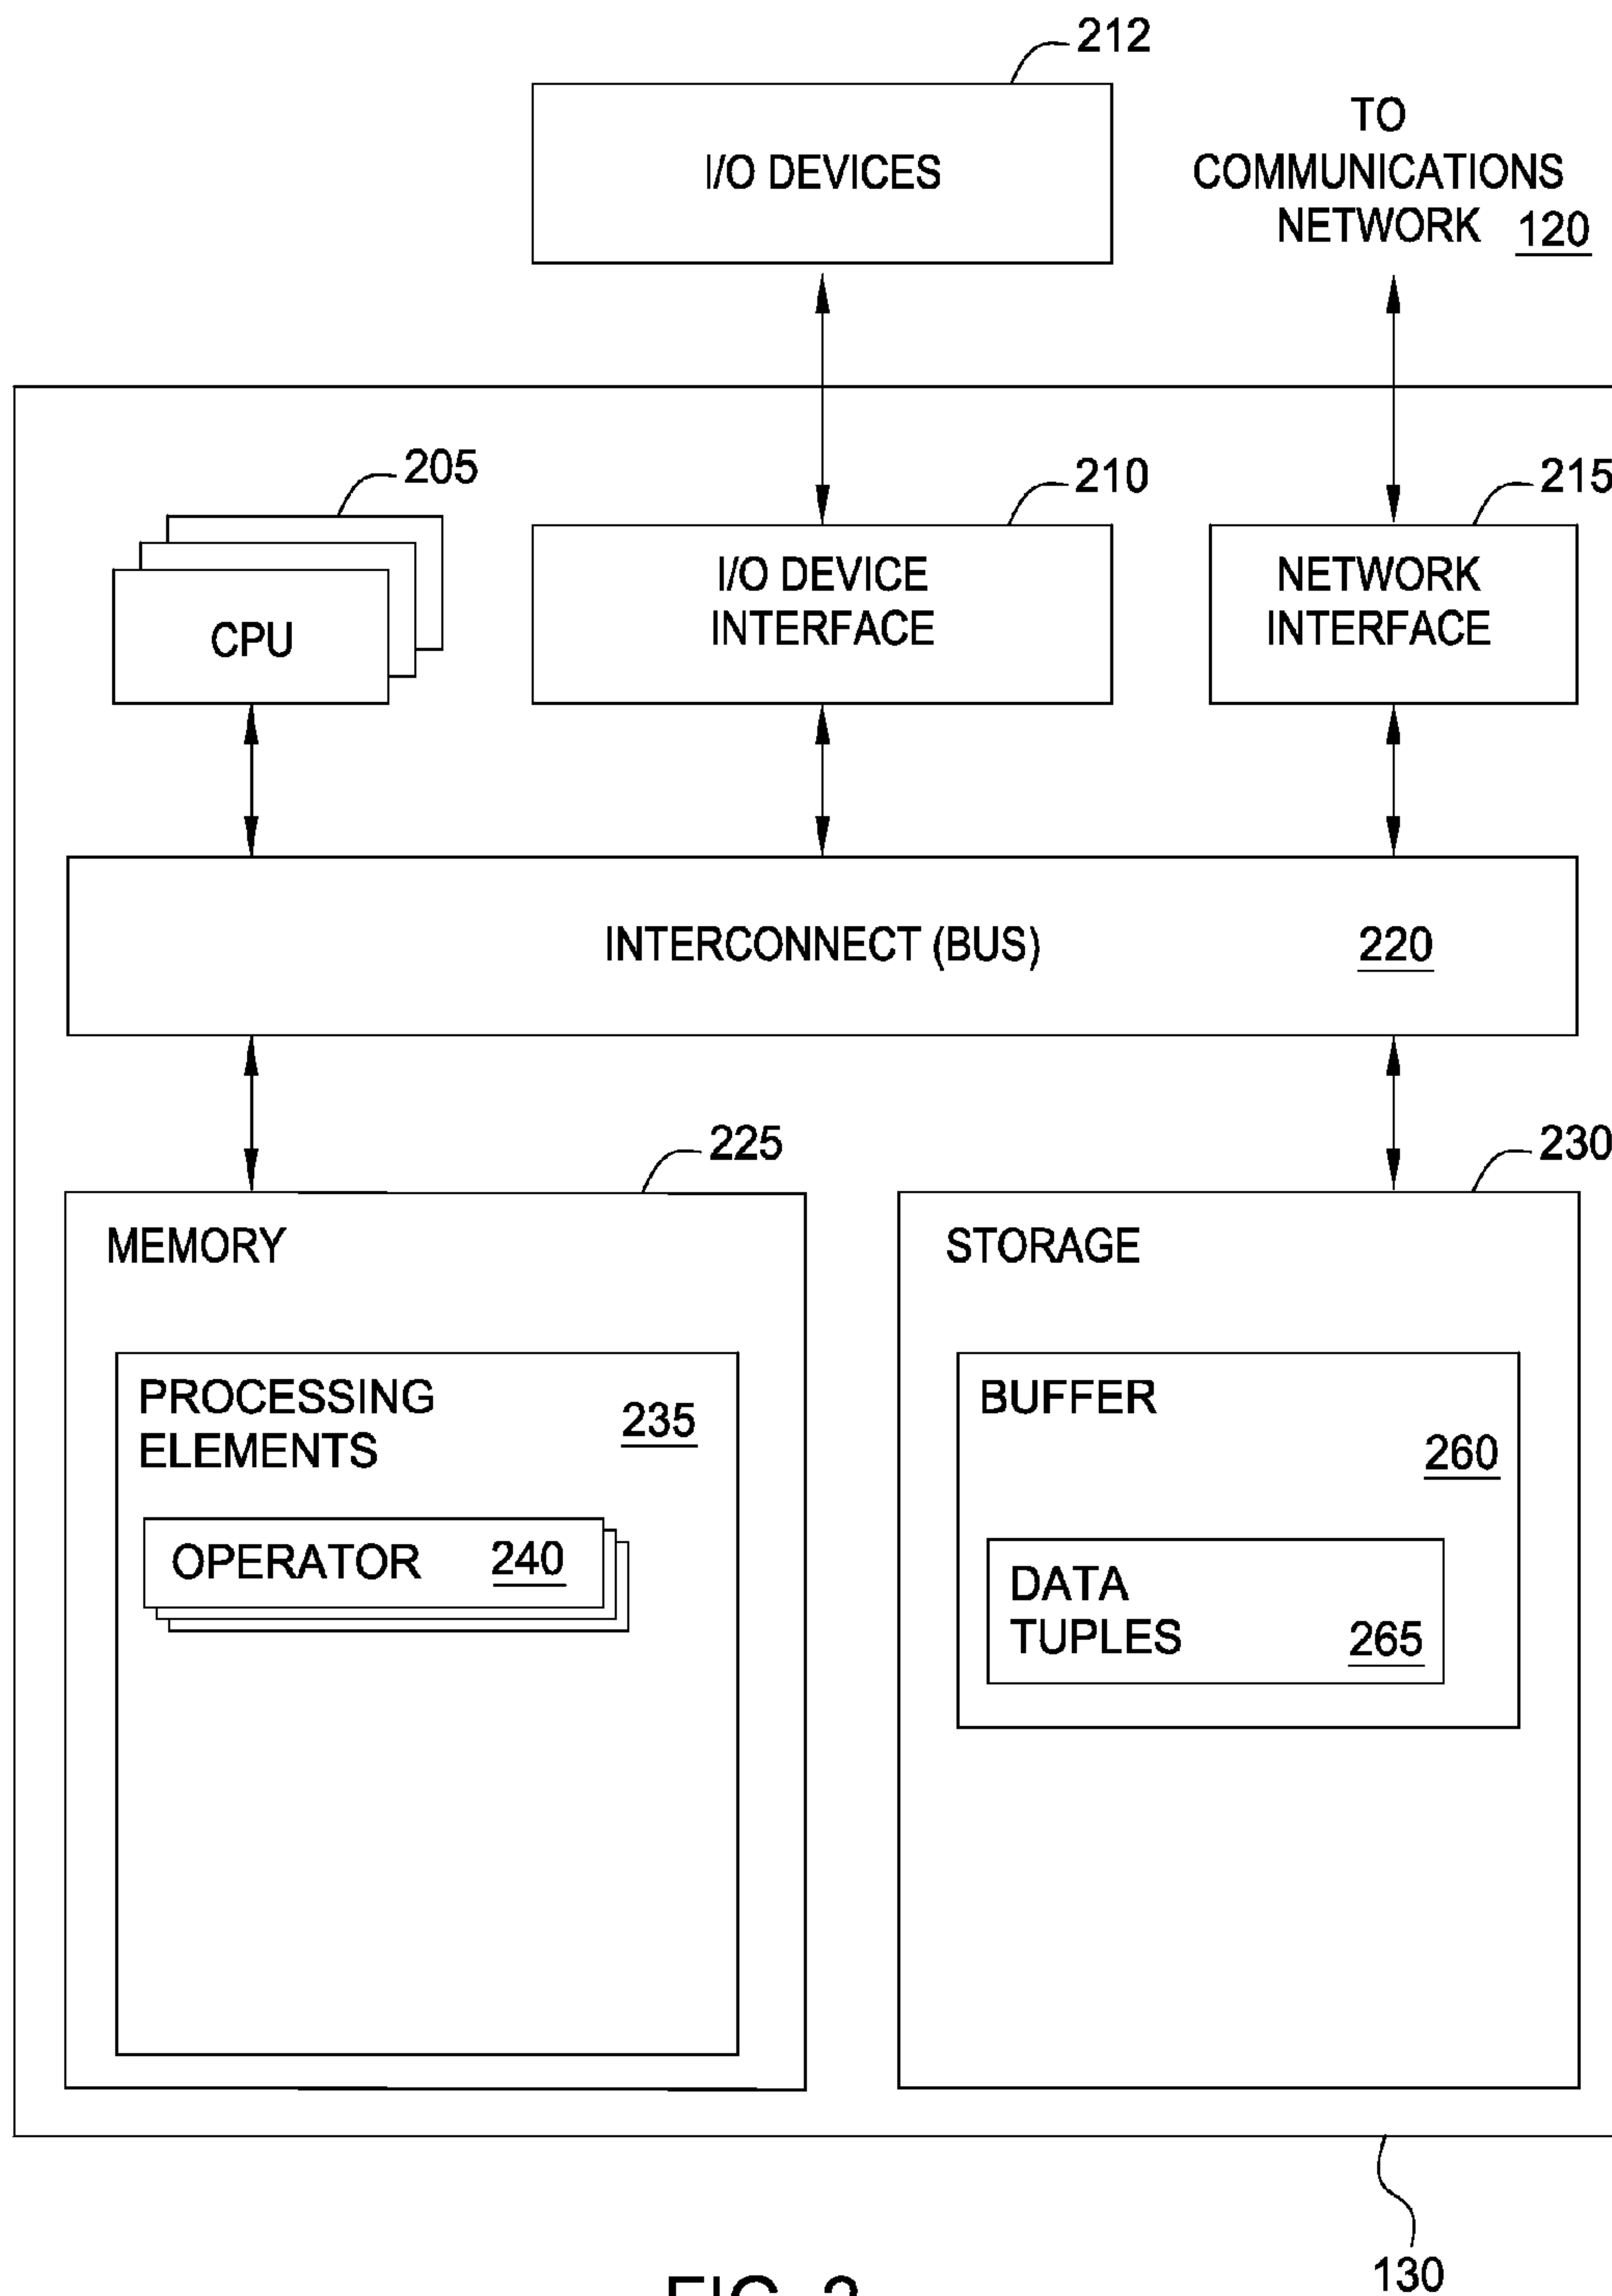 212
I/O DEVICES
TO
COMMUNICATIONS
NETWORK 120
205
210
215
CPU
I/O DEVICE
INTERFACE
NETWORK
INTERFACE
INTERCONNECT (BUS) 220
225
230
MEMORY
STORAGE
PROCESSING
ELEMENTS
235
OPERATOR 240
BUFFER
260
DATA
TUPLES 265
130
FIG.